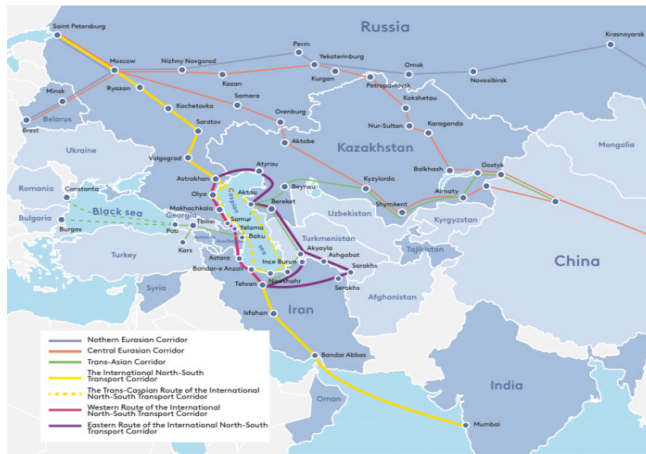 Russia
Saint Petersburg
Krasnoyarsk
Perm
Moscow
Nizhny Novgorod
Yekaterinburg
Omsk
Kazan
Kurgan
Novosibirsk
Ryazan
Petropavlovsk
Minsk
Samara
Kochetovka
Kokshetau
Brest
Belarus
Orenburg
Saratov
Nur-Sultan
Karaganda
Aktobe
Kazakhstan
Mongolia
Ukraine
Volgograd
Atyrau
Balkhash
Dostyk
Astrakhan
Romania
Constanta
Olya
Aktau
Beyneu
Kyzylorda
Almaty
Caspian
sea
Bereket
Shymkent
Black sea
Makhachkala
Uzbekistan
Kyrgyzstan
Bulgaria
Burgas
Georgia
Poti
Tbilisi
Samur
Yalama
Baku
Turkmenistan
Tajikistan
China
Kars
Akyayla
Ashgabat
Turkey
Astara
Ince Burun
Sarakhs
Bandar-e Anzali
Nowshahr
Serakhs
Tehran
Afghanistan
Syria
Iran
Isfahan
Bandar Abbas
India
Oman
Mumbai
Nothern Eurasian Corridor
Central Eurasian Corridor
Trans-Asian Corridor
The International North-South
Transport Corridor
The Trans-Caspian Route of the International
North-South Transport Corridor
Western Route of the International
North-South Transport Corridor
Eastern Route of the International North-South
Transport Corridor